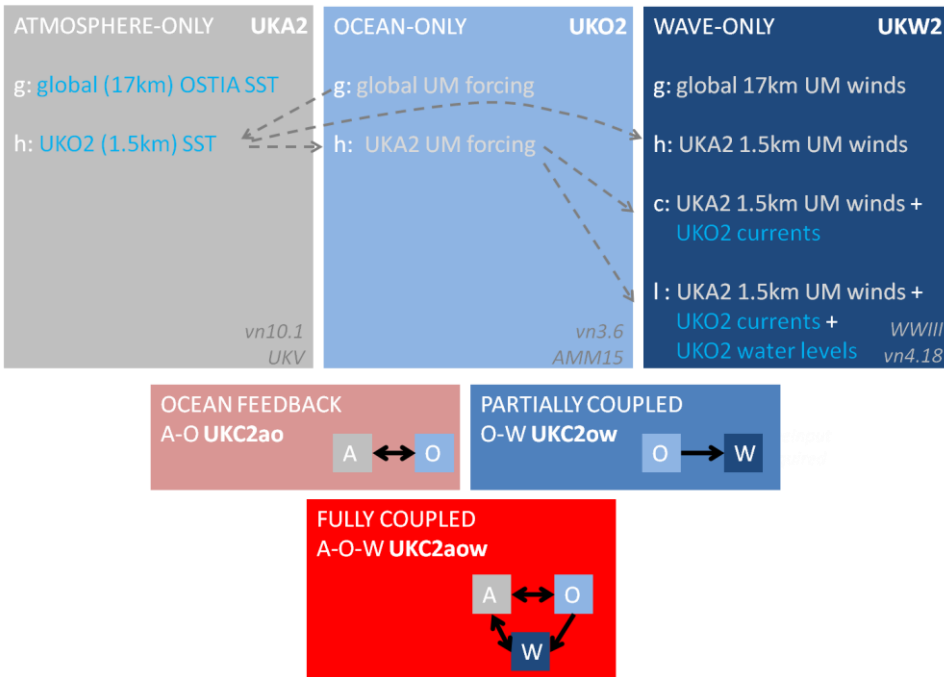 ATMOSPHERE-ONLY UKA2
g: global (17km) OSTIA SST
h: UKO2 (1.5km) SST
vn10.1
UKV
OCEAN-ONLY UKO2
g: global UM forcing
h: UKA2 UM forcing
vn3.6
AMM15
WAVE-ONLY UKW2
g: global 17km UM winds
h: UKA2 1.5km UM winds
c: UKA2 1.5km UM winds +
UKO2 currents
l : UKA2 1.5km UM winds +
UKO2 currents +
UKO2 water levels
WWIII
vn4.18
OCEAN FEEDBACK
A-O UKC2ao
A
O
PARTIALLY COUPLED
O-W UKC2ow
O
W
FULLY COUPLED
A-O-W UKC2aow
A
O
W